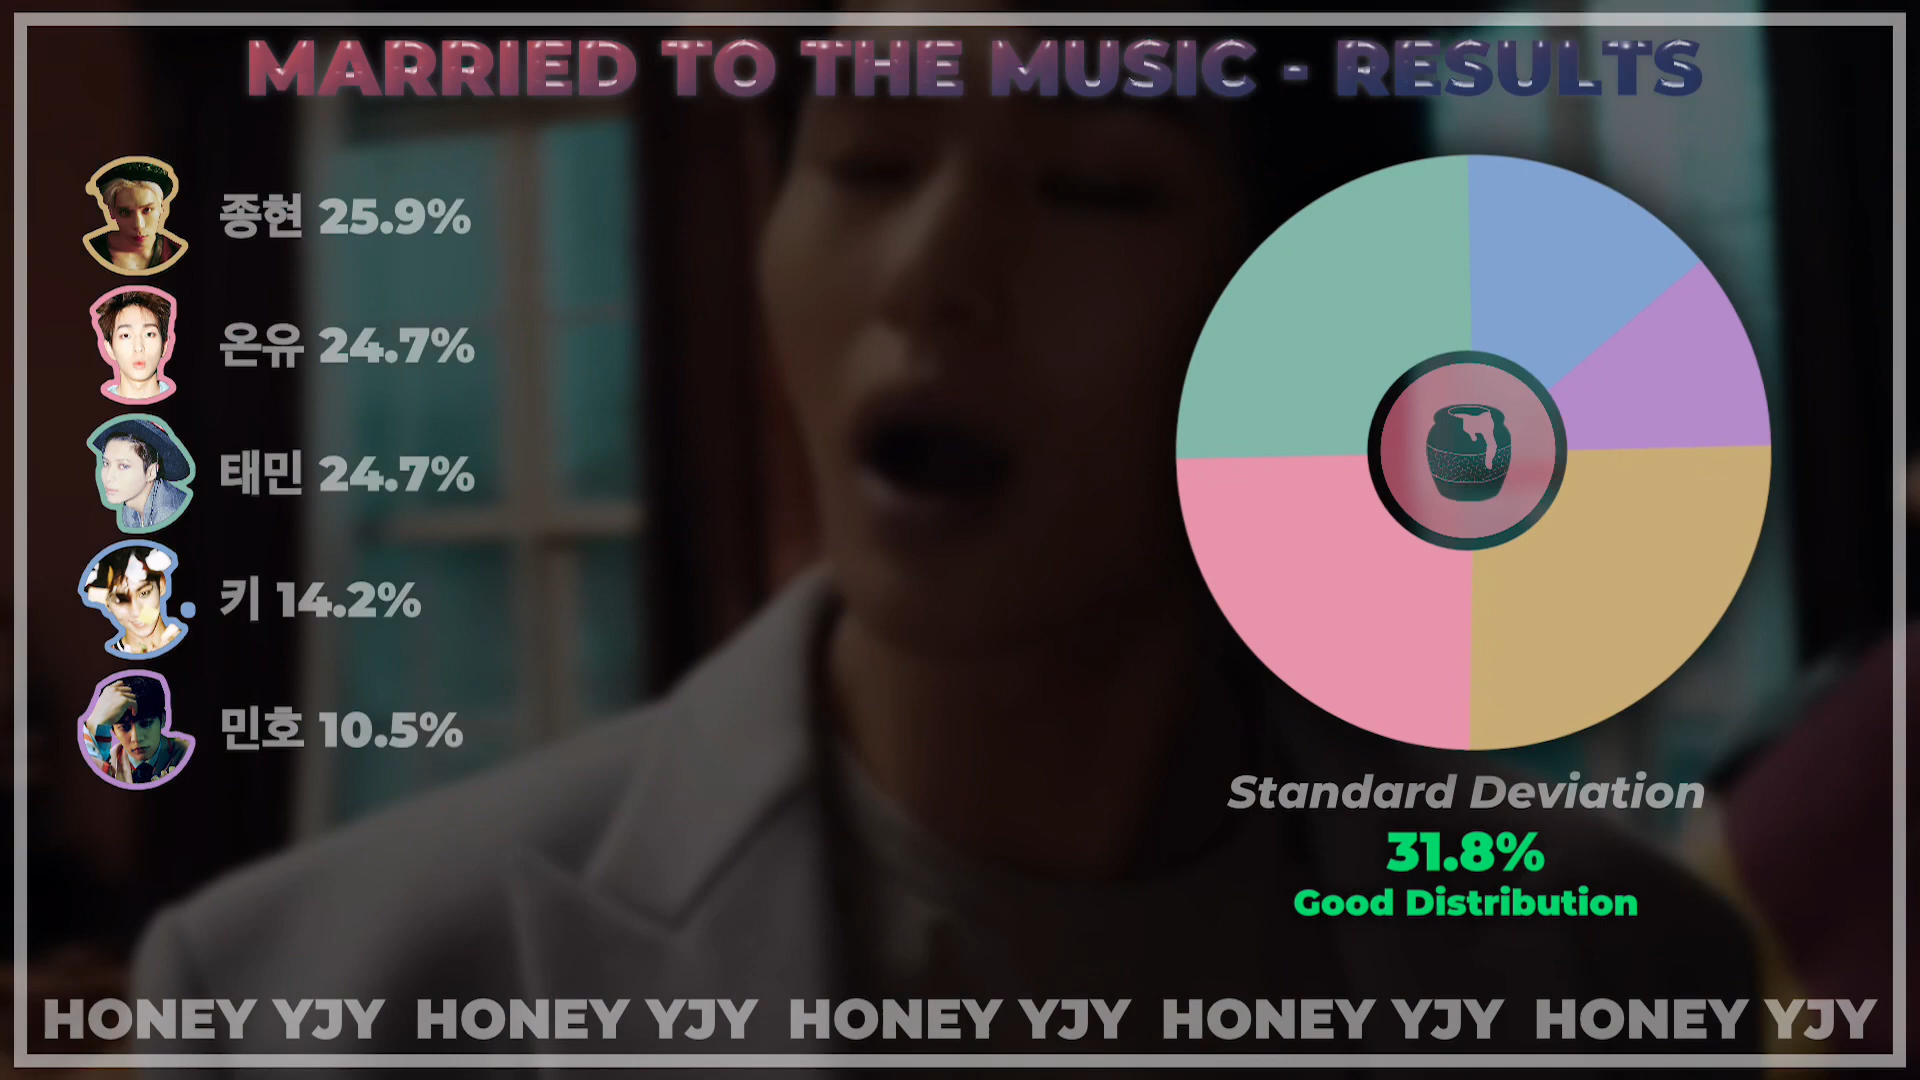 MARRIED TO THE MUSIC - RESULTS
종현 25.9%
온유 24.7%
태민 24.7%
키 14.2%
민호 10.5%
Standard Deviation
31.8%
Good Distribution
HONEY YJY HONEY YJY HONEY YJY HONEY YJY HONEY YJY